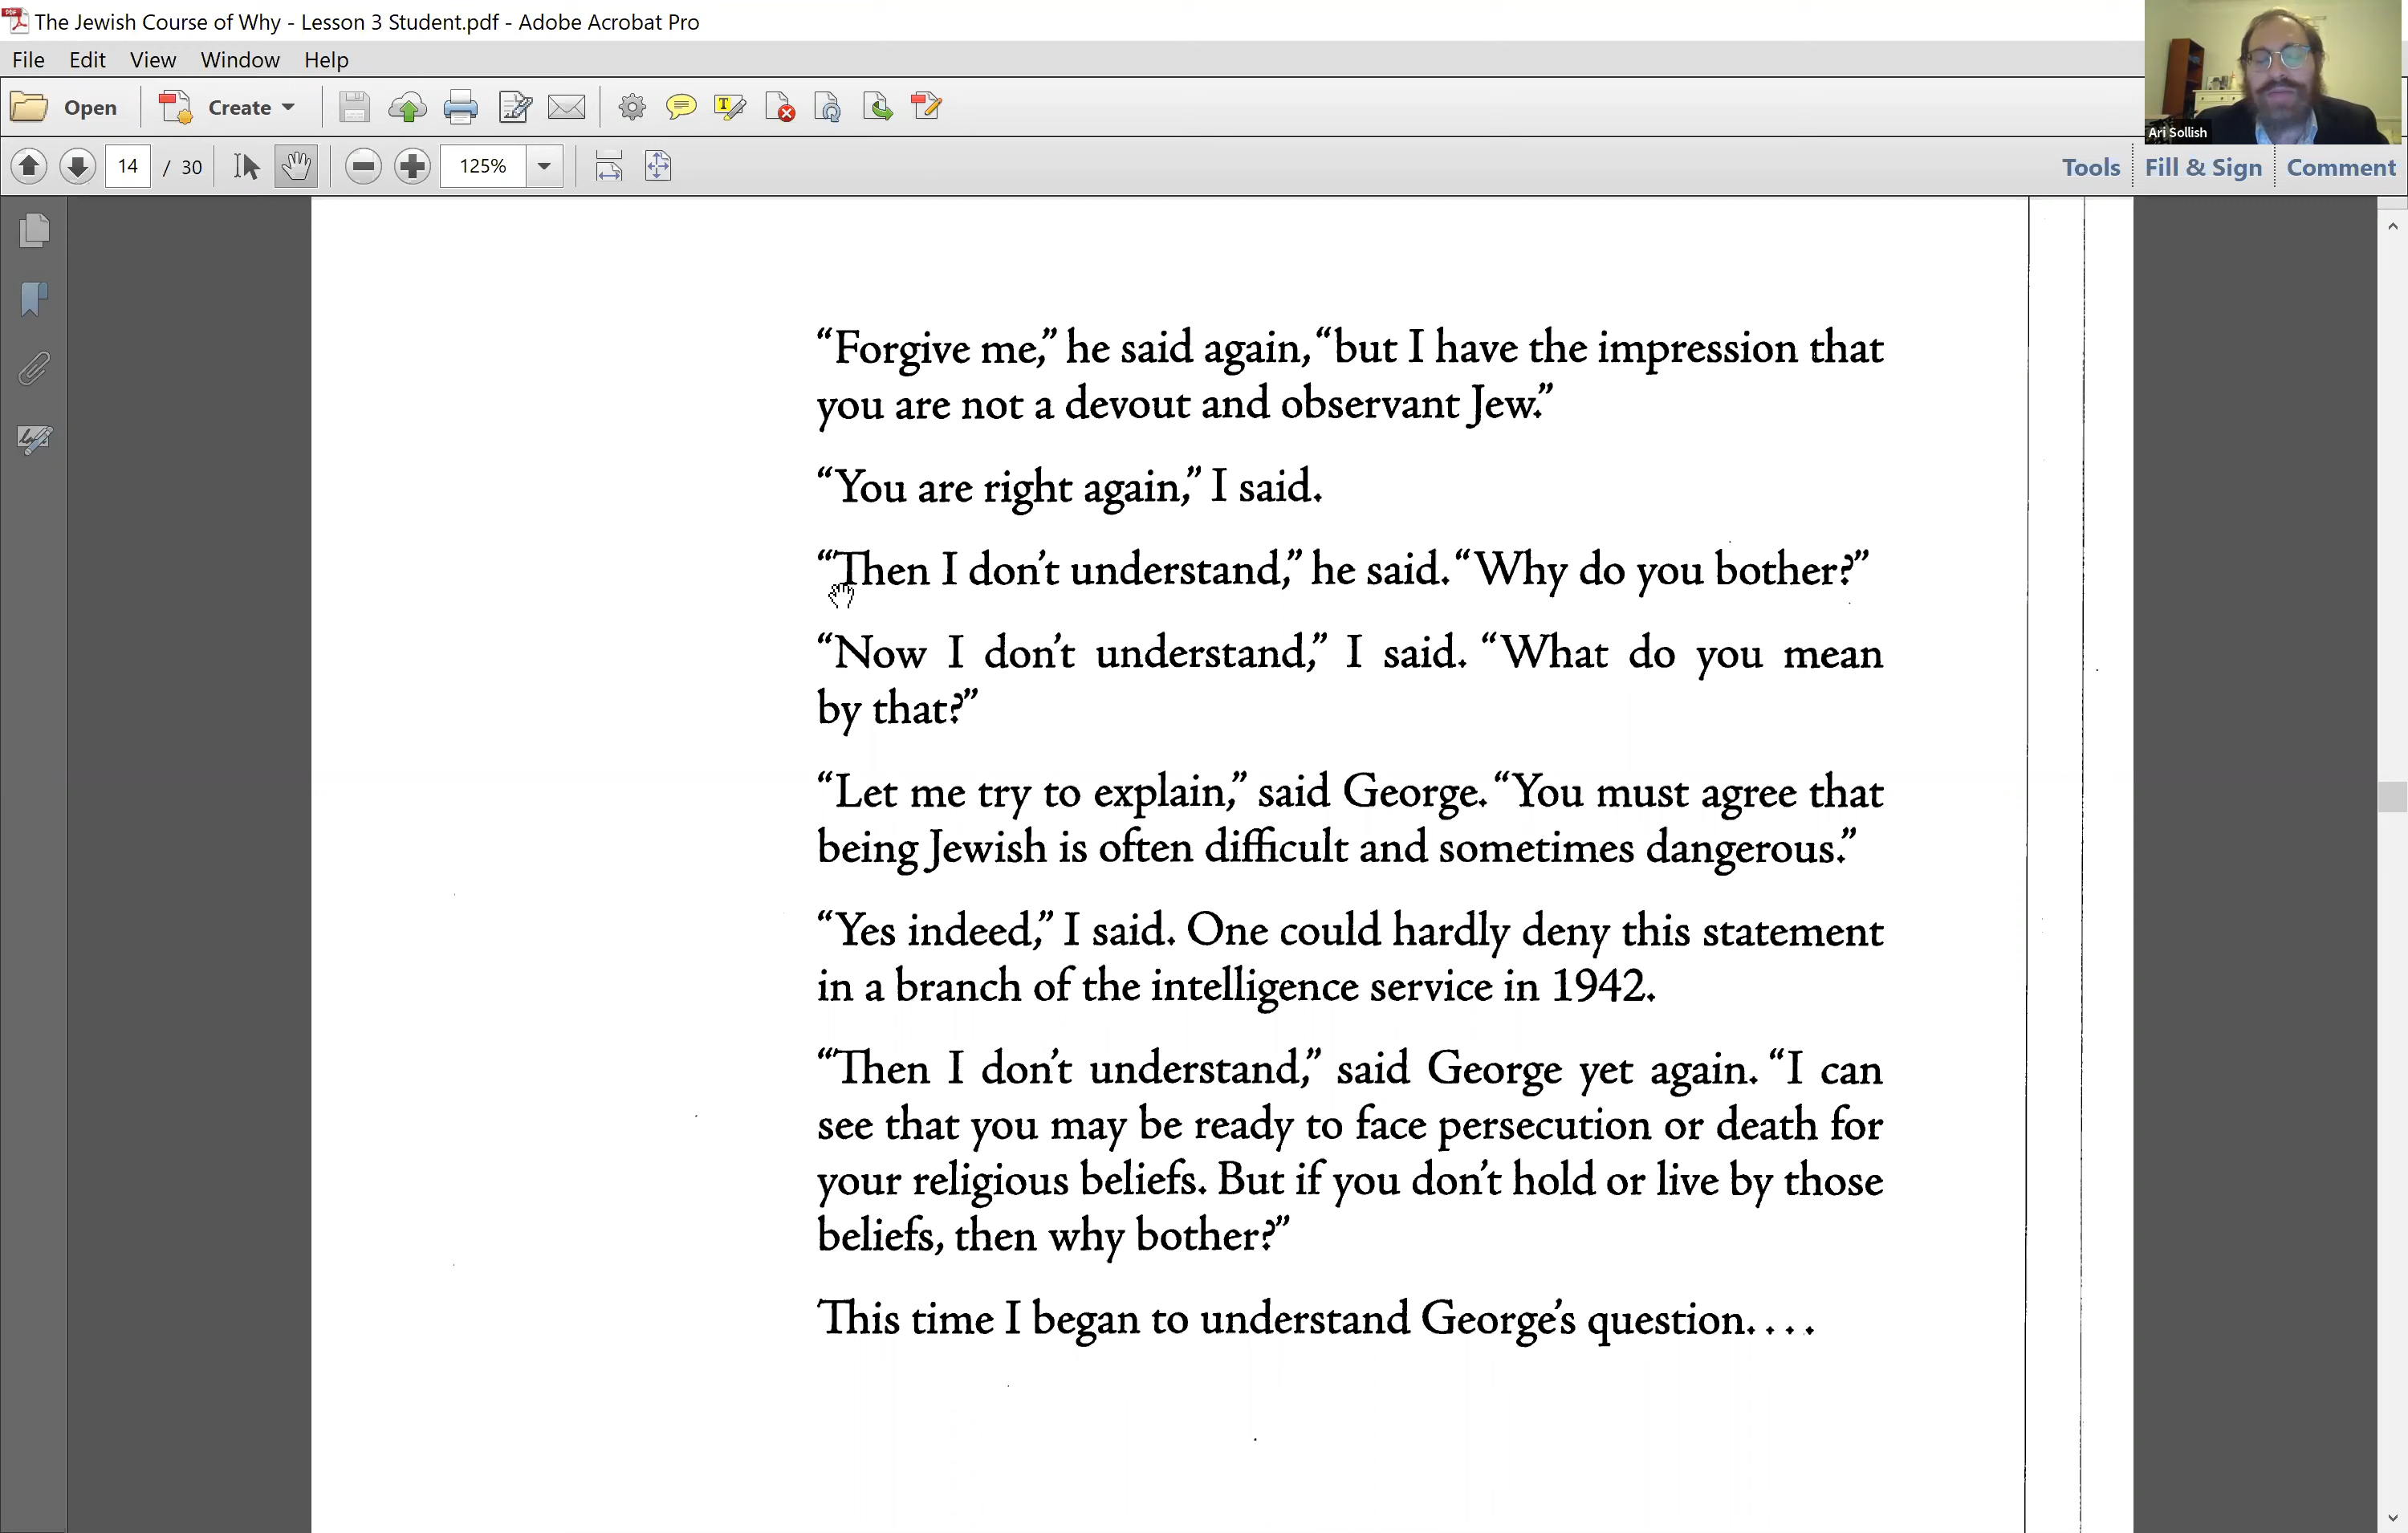 The Jewish Course of Why - Lesson 3 Student.pdf - Adobe Acrobat Pro
File Edit View Window Help
Open Create
14 / 30 125%
Tools Fill & Sign Comment
Ari Sollish
“Forgive me,” he said again, “but I have the impression that
you are not a devout and observant Jew.”
“You are right again,” I said.
“Then I don’t understand,” he said. “Why do you bother?”
“Now I don’t understand,” I said. “What do you mean
by that?”
“Let me try to explain,” said George. “You must agree that
being Jewish is often difficult and sometimes dangerous.”
“Yes indeed,” I said. One could hardly deny this statement
in a branch of the intelligence service in 1942.
“Then I don’t understand,” said George yet again. “I can
see that you may be ready to face persecution or death for
your religious beliefs. But if you don’t hold or live by those
beliefs, then why bother?”
This time I began to understand George’s question. . . .